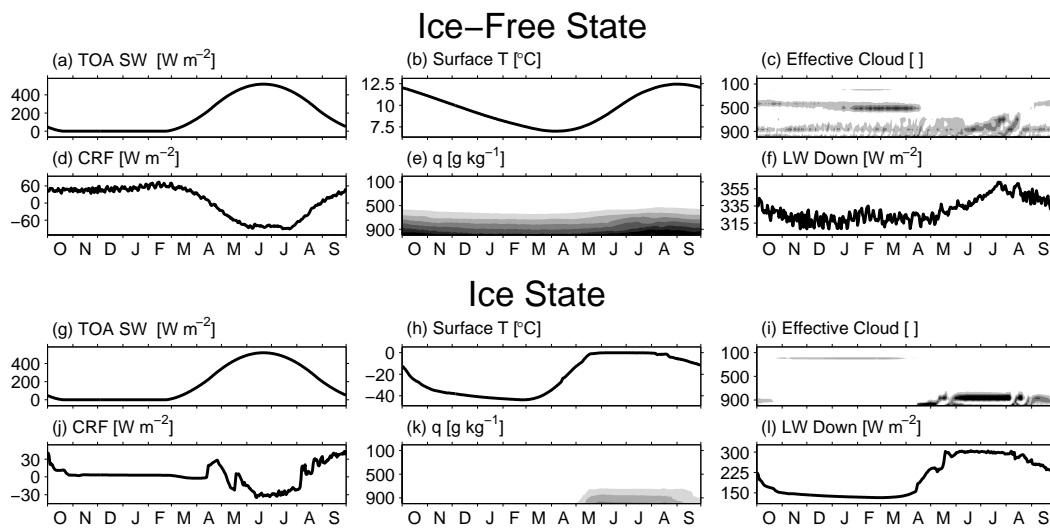 Ice−Free State
(a) TOA SW [W m−2]
(b) Surface T [°C]
(c) Effective Cloud [ ]
400
200
0
12.5
10
7.5
100
500
900
(d) CRF [W m−2]
(e) q [g kg−1]
(f) LW Down [W m−2]
60
0
−60
100
500
900
355
335
315
O N D J F M A M J J A S
O N D J F M A M J J A S
O N D J F M A M J J A S
Ice State
(g) TOA SW [W m−2]
(h) Surface T [°C]
(i) Effective Cloud [ ]
400
200
0
0
−20
−40
100
500
900
(j) CRF [W m−2]
(k) q [g kg−1]
(l) LW Down [W m−2]
30
0
−30
100
500
900
300
225
150
O N D J F M A M J J A S
O N D J F M A M J J A S
O N D J F M A M J J A S